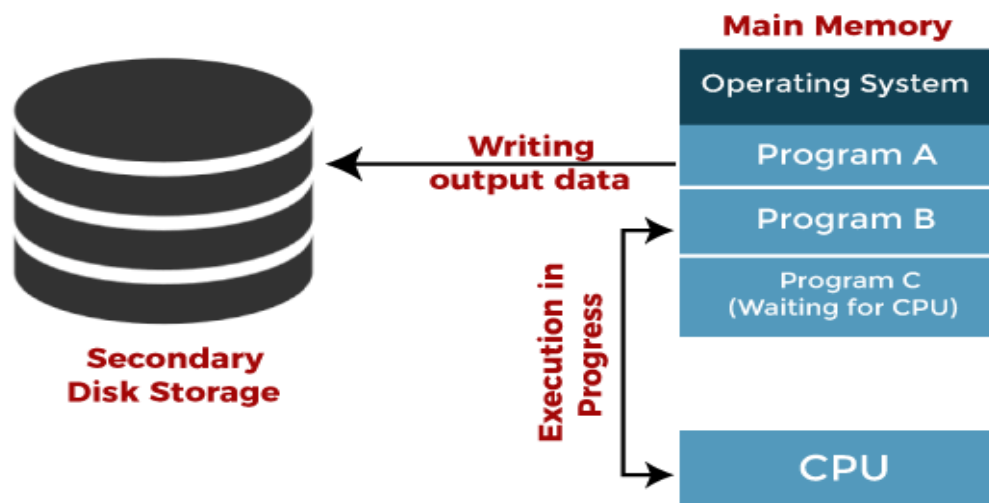 Main Memory
Operating System
Program A
Writing
output data
Program B
Program C
(Waiting for CPU)
Execution in
Progress
Secondary
Disk Storage
CPU